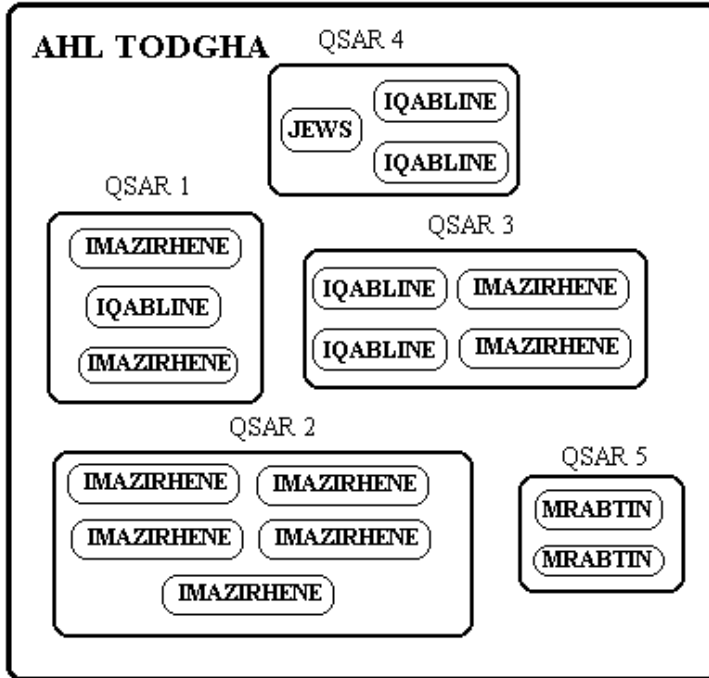 AHL TODGHA
QSAR 4
JEWS
IQABLINE
IQABLINE
QSAR 1
IMAZIRHENE
IQABLINE
IMAZIRHENE
QSAR 3
IQABLINE IMAZIRHENE
IQABLINE IMAZIRHENE
QSAR 2
IMAZIRHENE IMAZIRHENE
IMAZIRHENE IMAZIRHENE
IMAZIRHENE
QSAR 5
MRABTIN
MRABTIN